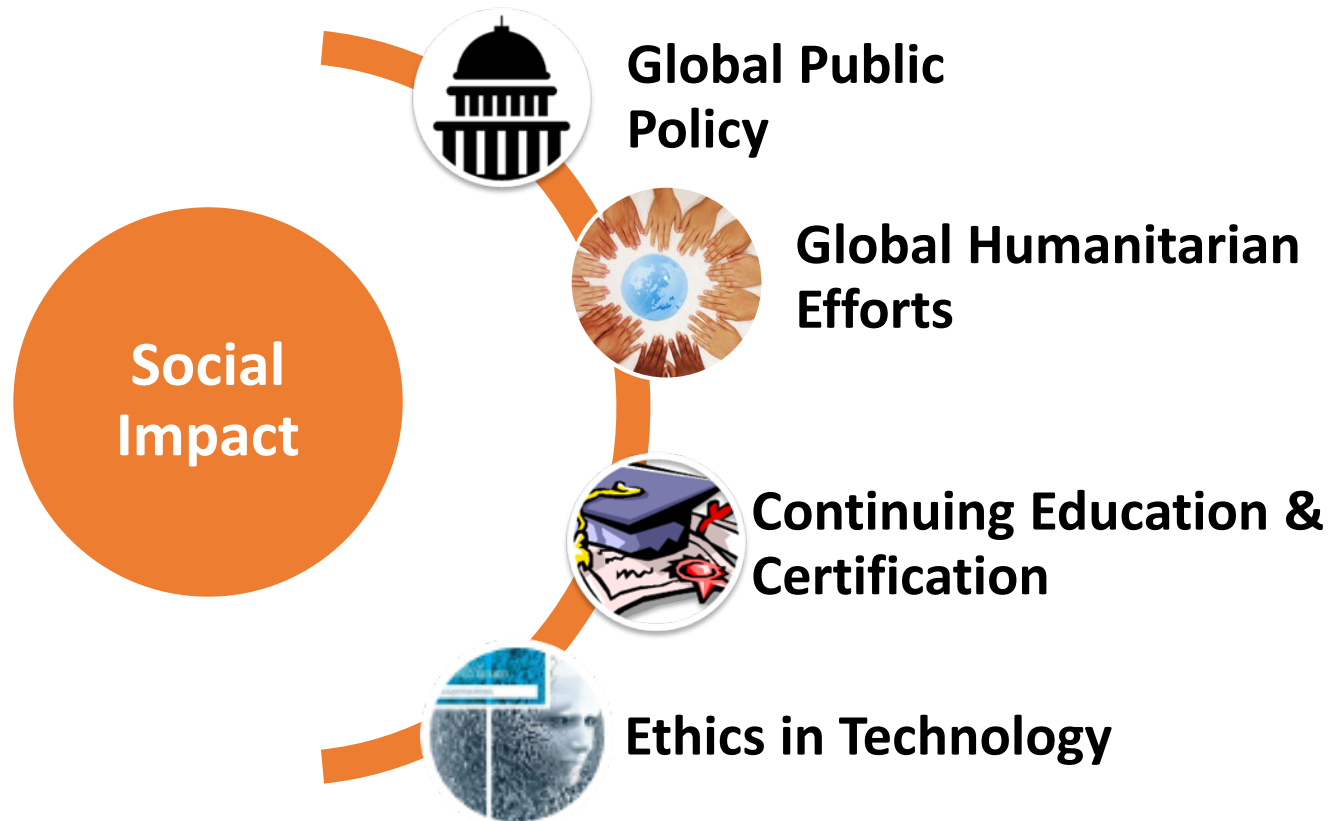 Global Public
Policy
Global Humanitarian
Efforts
Social
Impact
Continuing Education &
Certification
Ethics in Technology